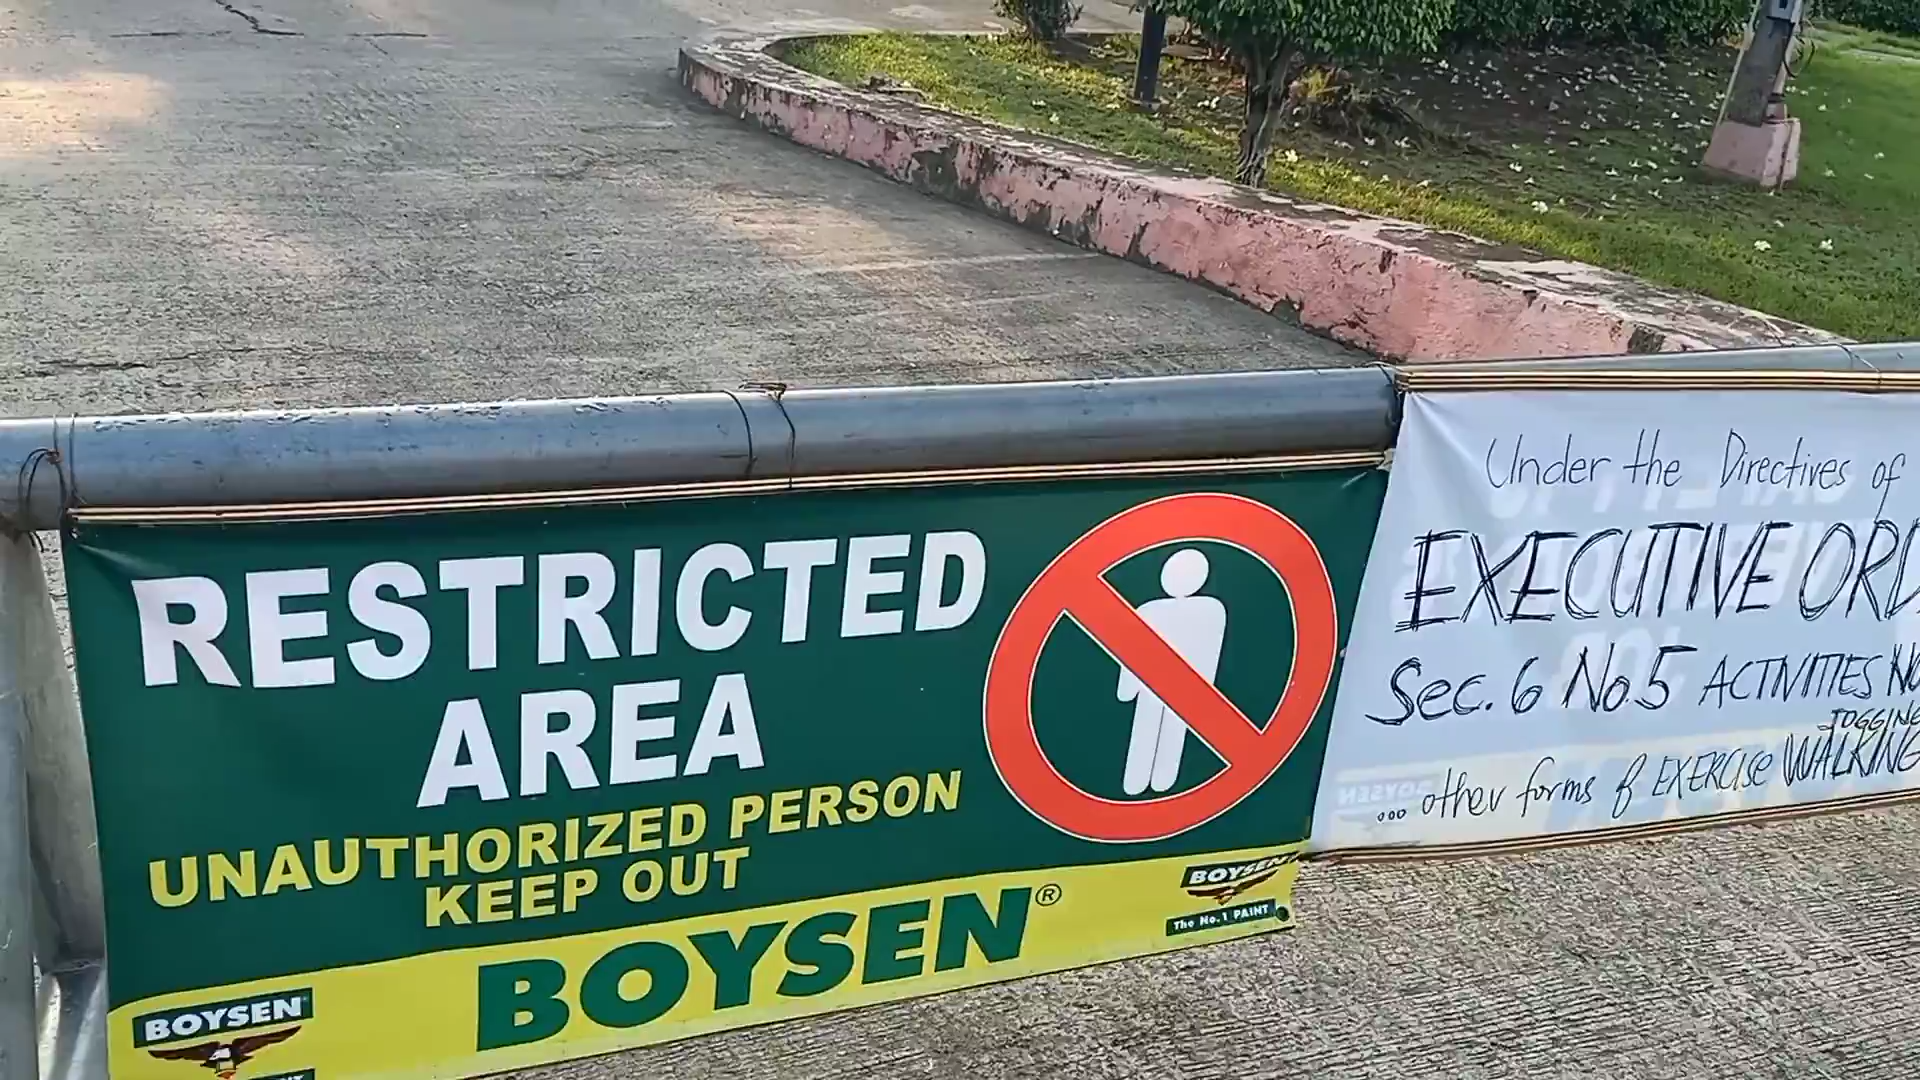 RESTRICTED
AREA
UNAUTHORIZED PERSON
KEEP OUT
BOYSEN®
BOYSEN
The No.1 PAINT
BOYSEN
Under the Directives of
EXECUTIVE
Sec. 6 No.5 ACTIVITIES
JOGGING
... other forms of EXERCISE WALKING